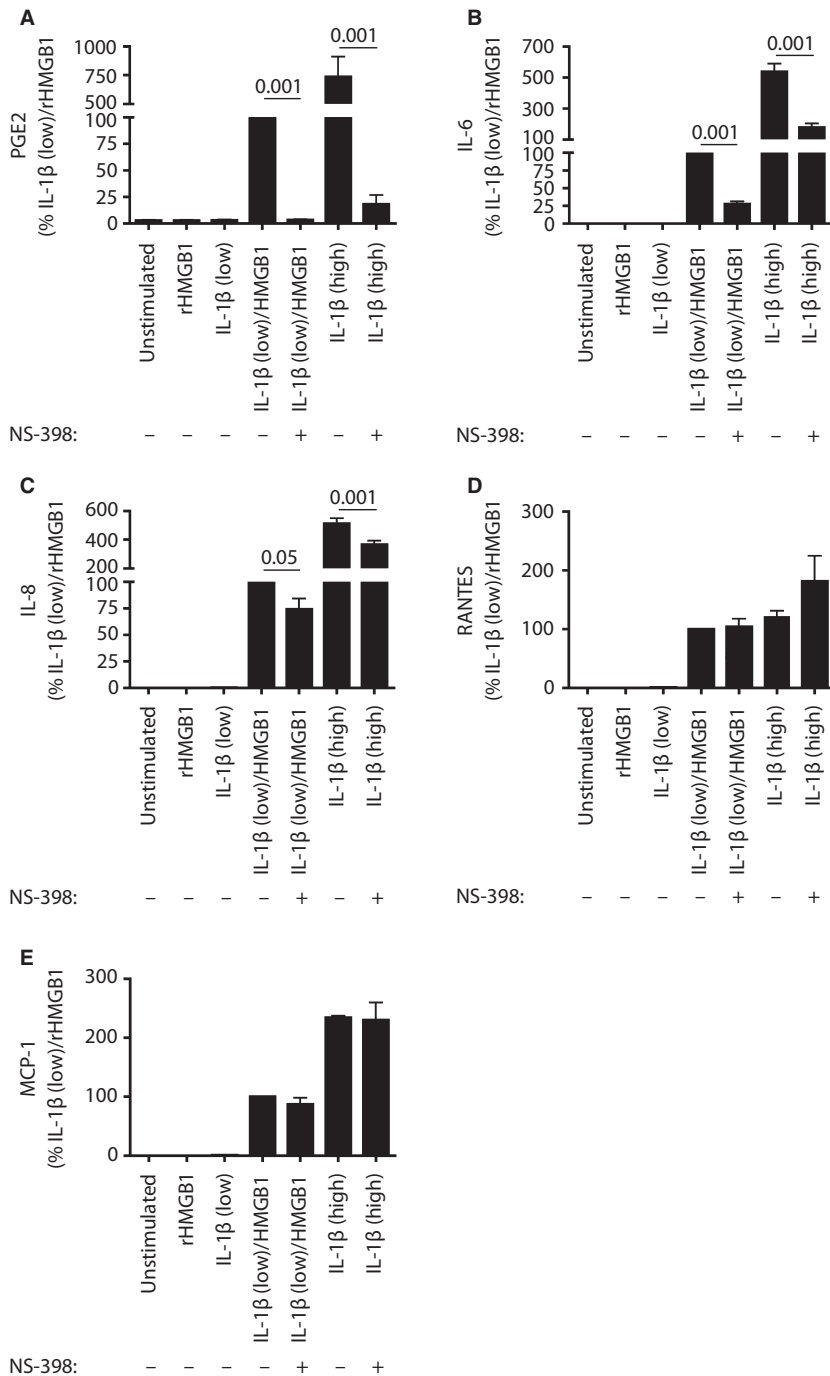 A
PGE2
(% IL-1β (low)/rHMGB1
1000
750
500
100
75
50
25
0
0.001
0.001
Unstimulated
rHMGB1
IL-1β (low)
IL-1β (low)/HMGB1
IL-1β (low)/HMGB1
IL-1β (high)
IL-1β (high)
NS-398: – – – – + – +
B
IL-6
(% IL-1β (low)/rHMGB1
700
500
300
100
100
75
50
25
0
0.001
0.001
Unstimulated
rHMGB1
IL-1β (low)
IL-1β (low)/HMGB1
IL-1β (low)/HMGB1
IL-1β (high)
IL-1β (high)
NS-398: – – – – + – +
C
IL-8
(% IL-1β (low)/rHMGB1
600
400
200
100
75
50
25
0
0.05
0.001
Unstimulated
rHMGB1
IL-1β (low)
IL-1β (low)/HMGB1
IL-1β (low)/HMGB1
IL-1β (high)
IL-1β (high)
NS-398: – – – – + – +
D
RANTES
(% IL-1β (low)/rHMGB1
300
200
100
0
Unstimulated
rHMGB1
IL-1β (low)
IL-1β (low)/HMGB1
IL-1β (low)/HMGB1
IL-1β (high)
IL-1β (high)
NS-398: – – – – + – +
E
MCP-1
(% IL-1β (low)/rHMGB1
300
200
100
0
Unstimulated
rHMGB1
IL-1β (low)
IL-1β (low)/HMGB1
IL-1β (low)/HMGB1
IL-1β (high)
IL-1β (high)
NS-398: – – – – + – +